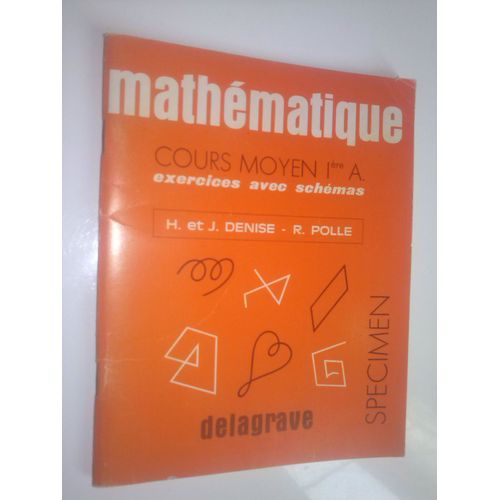 mathématique
COURS MOYEN 1ère A.
exercices avec schémas
H. et J. DENISE - R. POLLE
SPECIMEN
delagrave